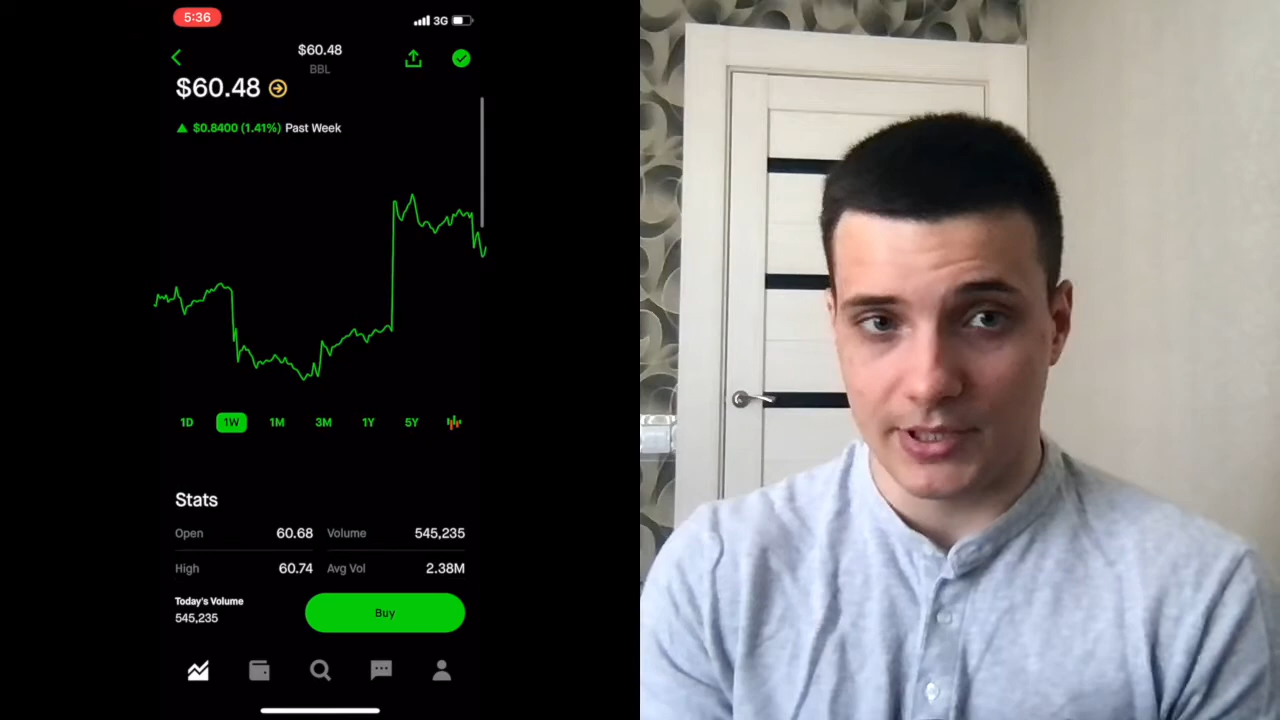 5:36
3G
$60.48
BBL
$60.48
$0.8400 (1.41%) Past Week
1D 1W 1M 3M 1Y 5Y
Stats
Open 60.68 Volume 545,235
High 60.74 Avg Vol 2.38M
Today's Volume
545,235
Buy